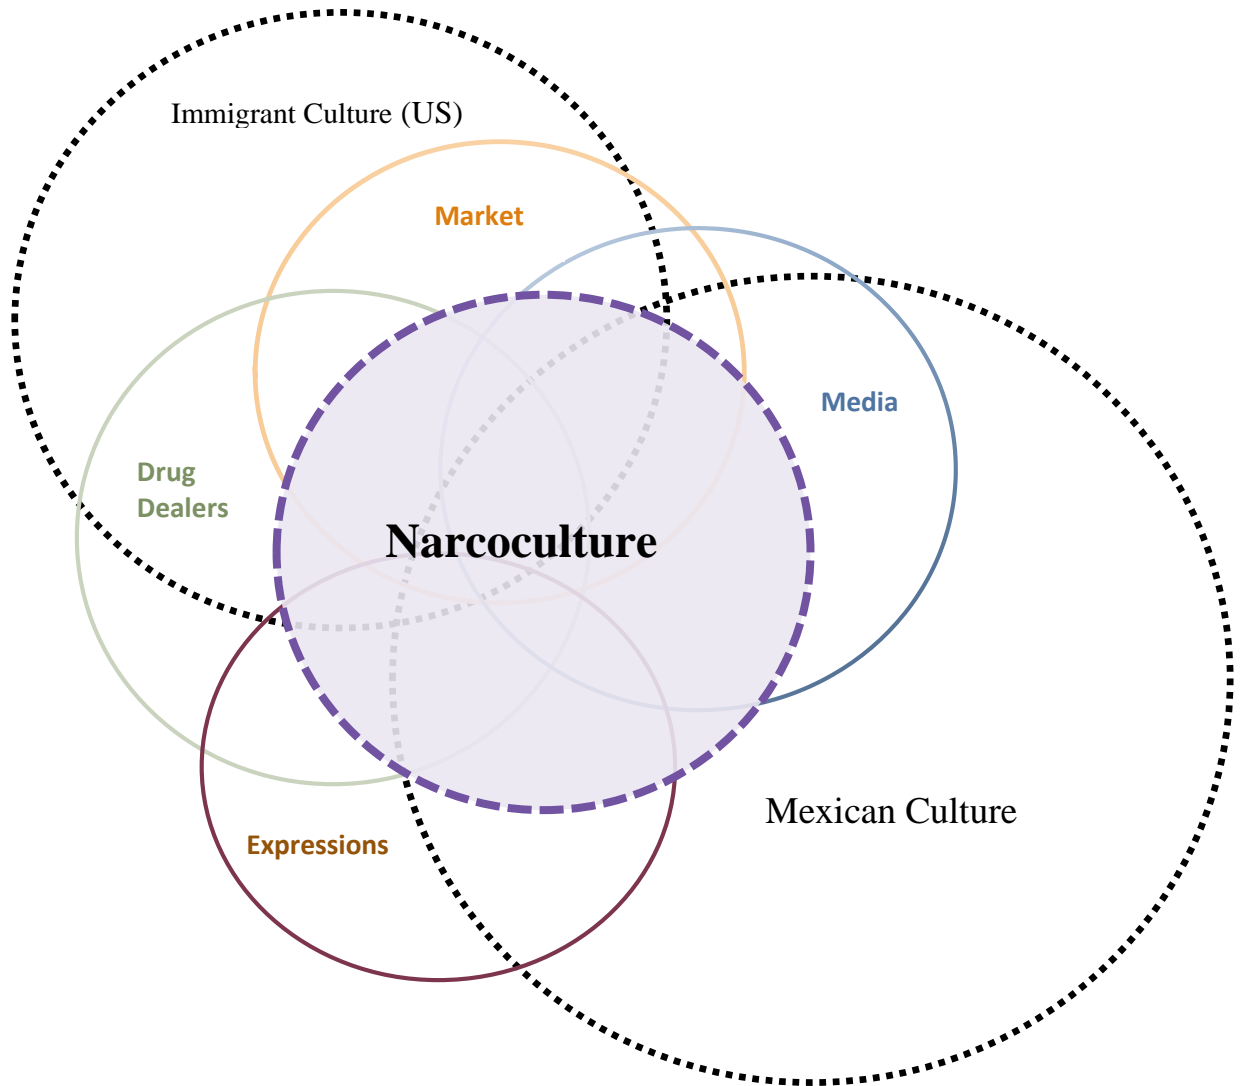 Immigrant Culture (US)
Market
Media
Drug
Dealers
Narcoculture
Mexican Culture
Expressions